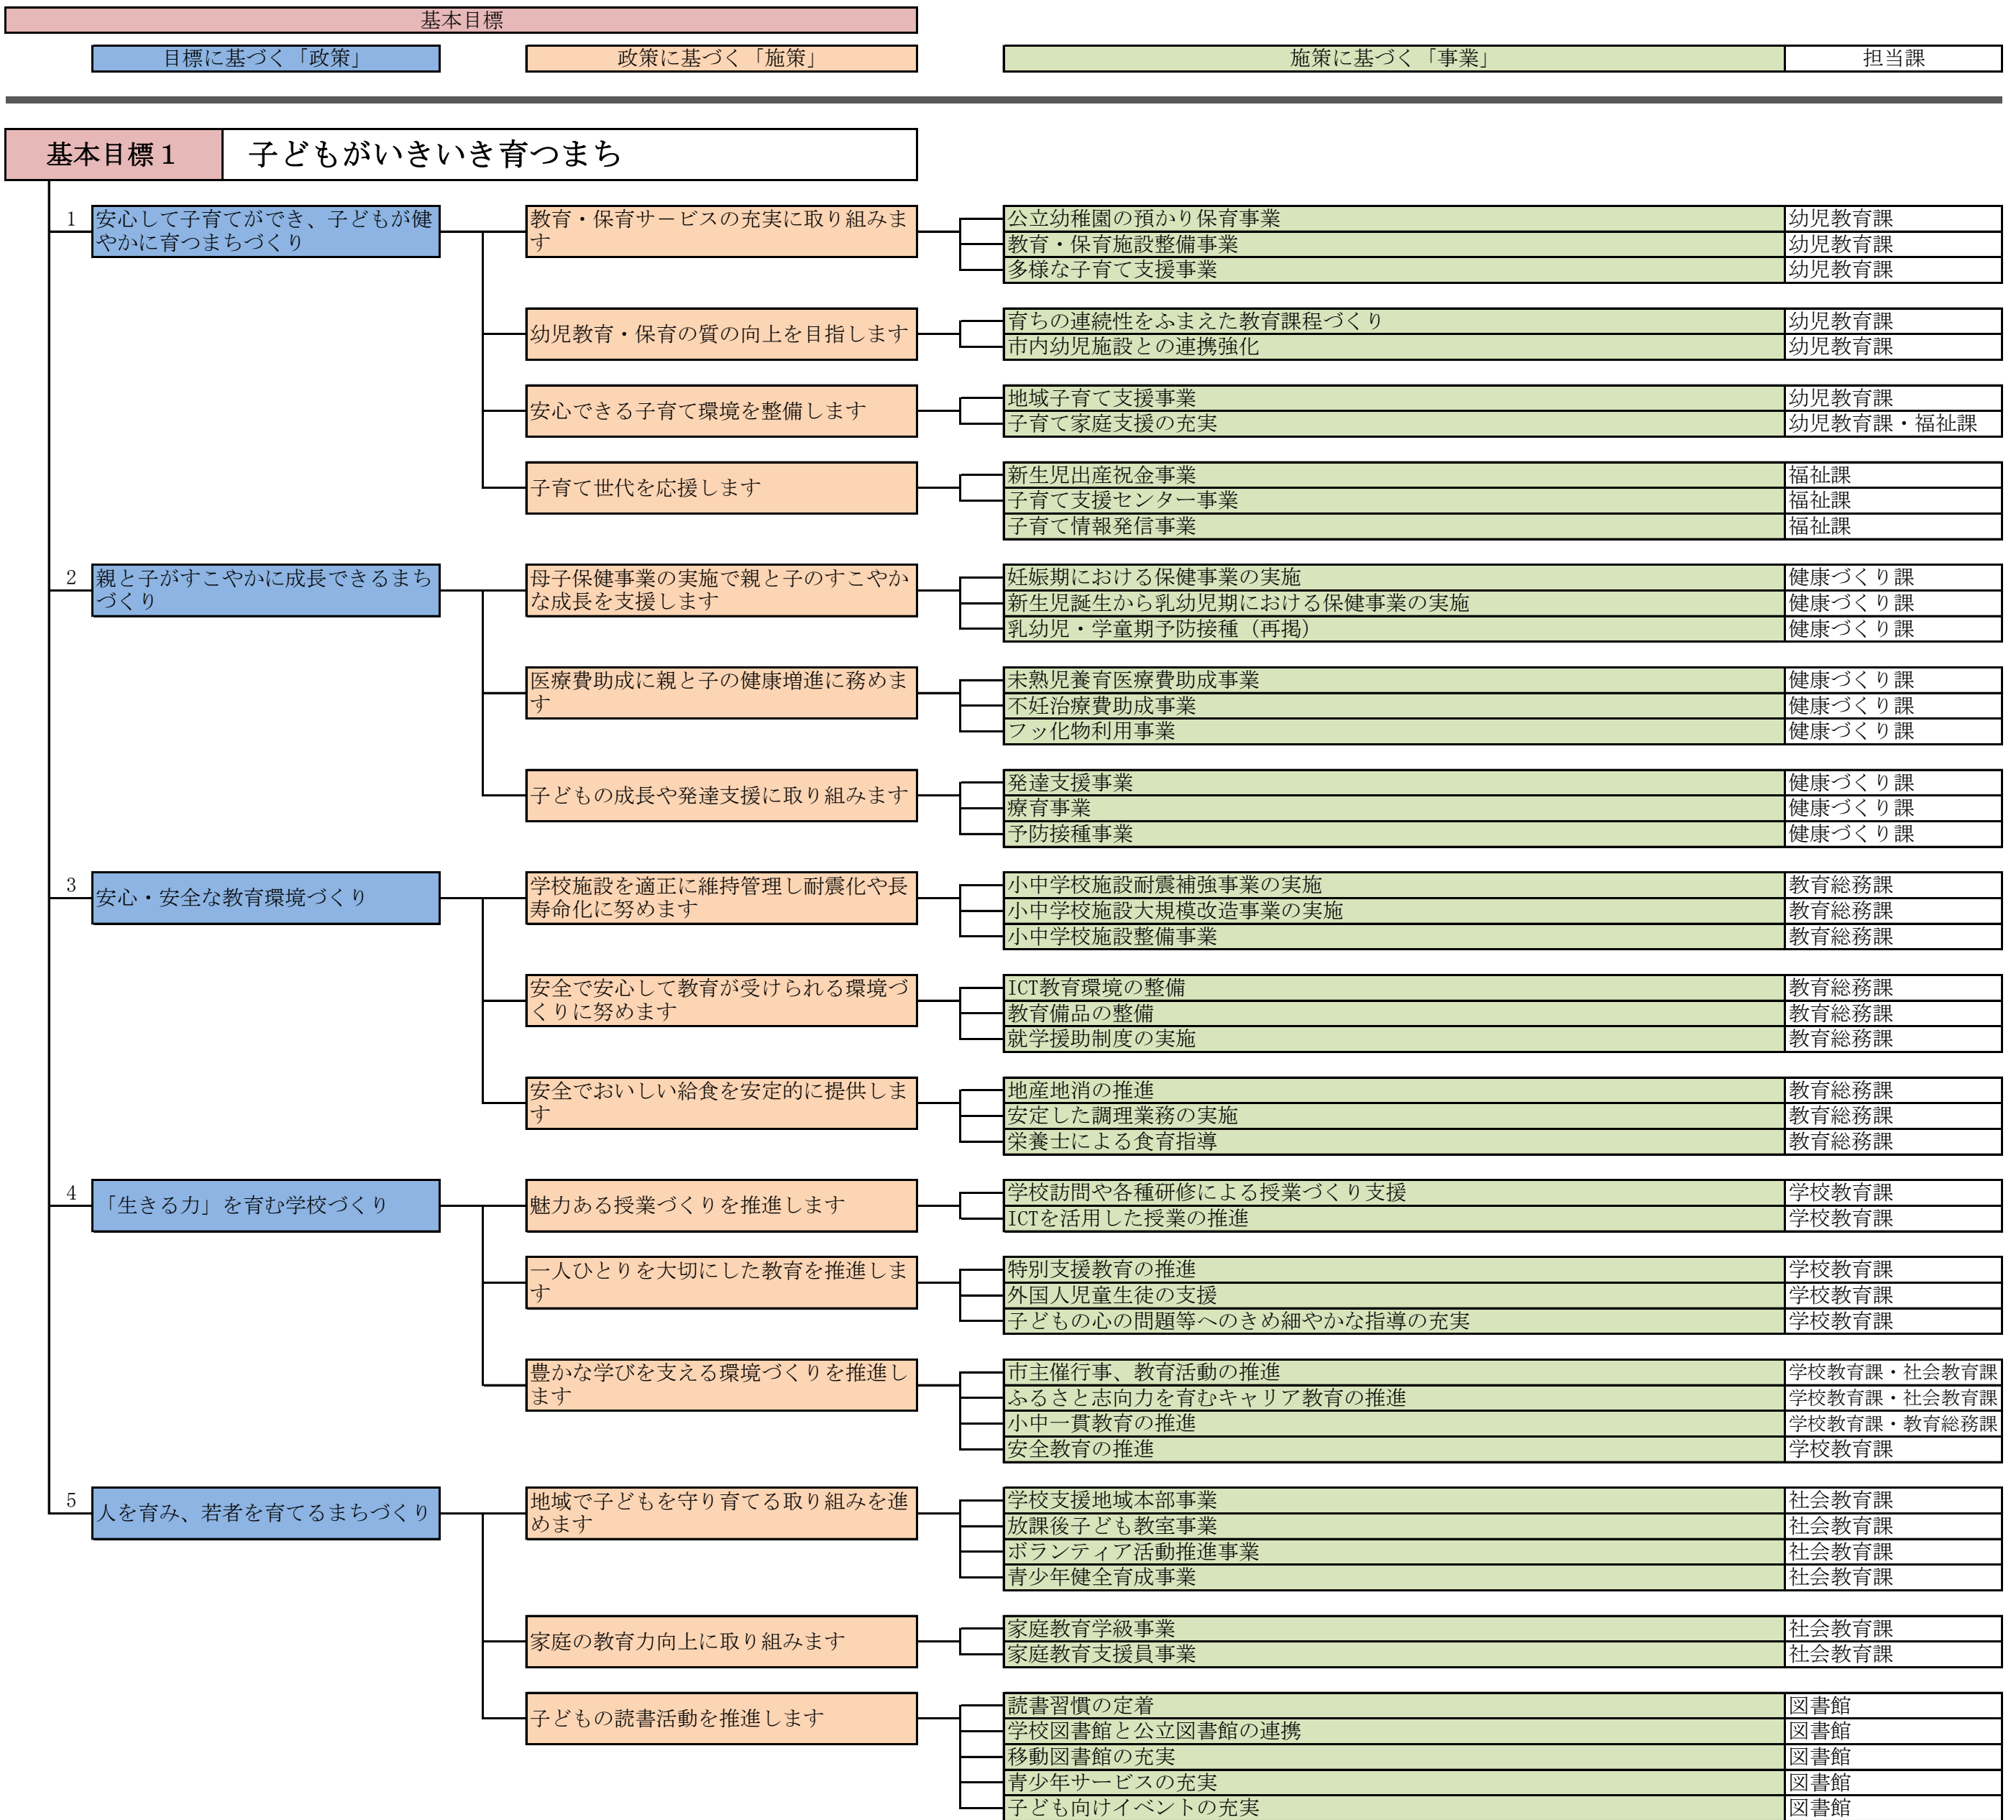 基本目標
目標に基づく「政策」
政策に基づく「施策」
施策に基づく「事業」
担当課
基本目標１
子どもがいきいき育つまち
1
安心して子育てができ、子どもが健
やかに育つまちづくり
教育・保育サービスの充実に取り組みま
す
公立幼稚園の預かり保育事業
幼児教育課
教育・保育施設整備事業
幼児教育課
多様な子育て支援事業
幼児教育課
幼児教育・保育の質の向上を目指します
育ちの連続性をふまえた教育課程づくり
幼児教育課
市内幼児施設との連携強化
幼児教育課
安心できる子育て環境を整備します
地域子育て支援事業
幼児教育課
子育て家庭支援の充実
幼児教育課・福祉課
子育て世代を応援します
新生児出産祝金事業
福祉課
子育て支援センター事業
福祉課
子育て情報発信事業
福祉課
2
親と子がすこやかに成長できるまち
づくり
母子保健事業の実施で親と子のすこやか
な成長を支援します
妊娠期における保健事業の実施
健康づくり課
新生児誕生から乳幼児期における保健事業の実施
健康づくり課
乳幼児・学童期予防接種（再掲）
健康づくり課
医療費助成に親と子の健康増進に務めま
す
未熟児養育医療費助成事業
健康づくり課
不妊治療費助成事業
健康づくり課
フッ化物利用事業
健康づくり課
子どもの成長や発達支援に取り組みます
発達支援事業
健康づくり課
療育事業
健康づくり課
予防接種事業
健康づくり課
3
安心・安全な教育環境づくり
学校施設を適正に維持管理し耐震化や長
寿命化に努めます
小中学校施設耐震補強事業の実施
教育総務課
小中学校施設大規模改造事業の実施
教育総務課
小中学校施設整備事業
教育総務課
安全で安心して教育が受けられる環境づ
くりに努めます
ICT教育環境の整備
教育総務課
教育備品の整備
教育総務課
就学援助制度の実施
教育総務課
安全でおいしい給食を安定的に提供しま
す
地産地消の推進
教育総務課
安定した調理業務の実施
教育総務課
栄養士による食育指導
教育総務課
4
「生きる力」を育む学校づくり
魅力ある授業づくりを推進します
学校訪問や各種研修による授業づくり支援
学校教育課
ICTを活用した授業の推進
学校教育課
一人ひとりを大切にした教育を推進しま
す
特別支援教育の推進
学校教育課
外国人児童生徒の支援
学校教育課
子どもの心の問題等へのきめ細やかな指導の充実
学校教育課
豊かな学びを支える環境づくりを推進し
ます
市主催行事、教育活動の推進
学校教育課・社会教育課
ふるさと志向力を育むキャリア教育の推進
学校教育課・社会教育課
小中一貫教育の推進
学校教育課・教育総務課
安全教育の推進
学校教育課
5
人を育み、若者を育てるまちづくり
地域で子どもを守り育てる取り組みを進
めます
学校支援地域本部事業
社会教育課
放課後子ども教室事業
社会教育課
ボランティア活動推進事業
社会教育課
青少年健全育成事業
社会教育課
家庭の教育力向上に取り組みます
家庭教育学級事業
社会教育課
家庭教育支援員事業
社会教育課
子どもの読書活動を推進します
読書習慣の定着
図書館
学校図書館と公立図書館の連携
図書館
移動図書館の充実
図書館
青少年サービスの充実
図書館
子ども向けイベントの充実
図書館